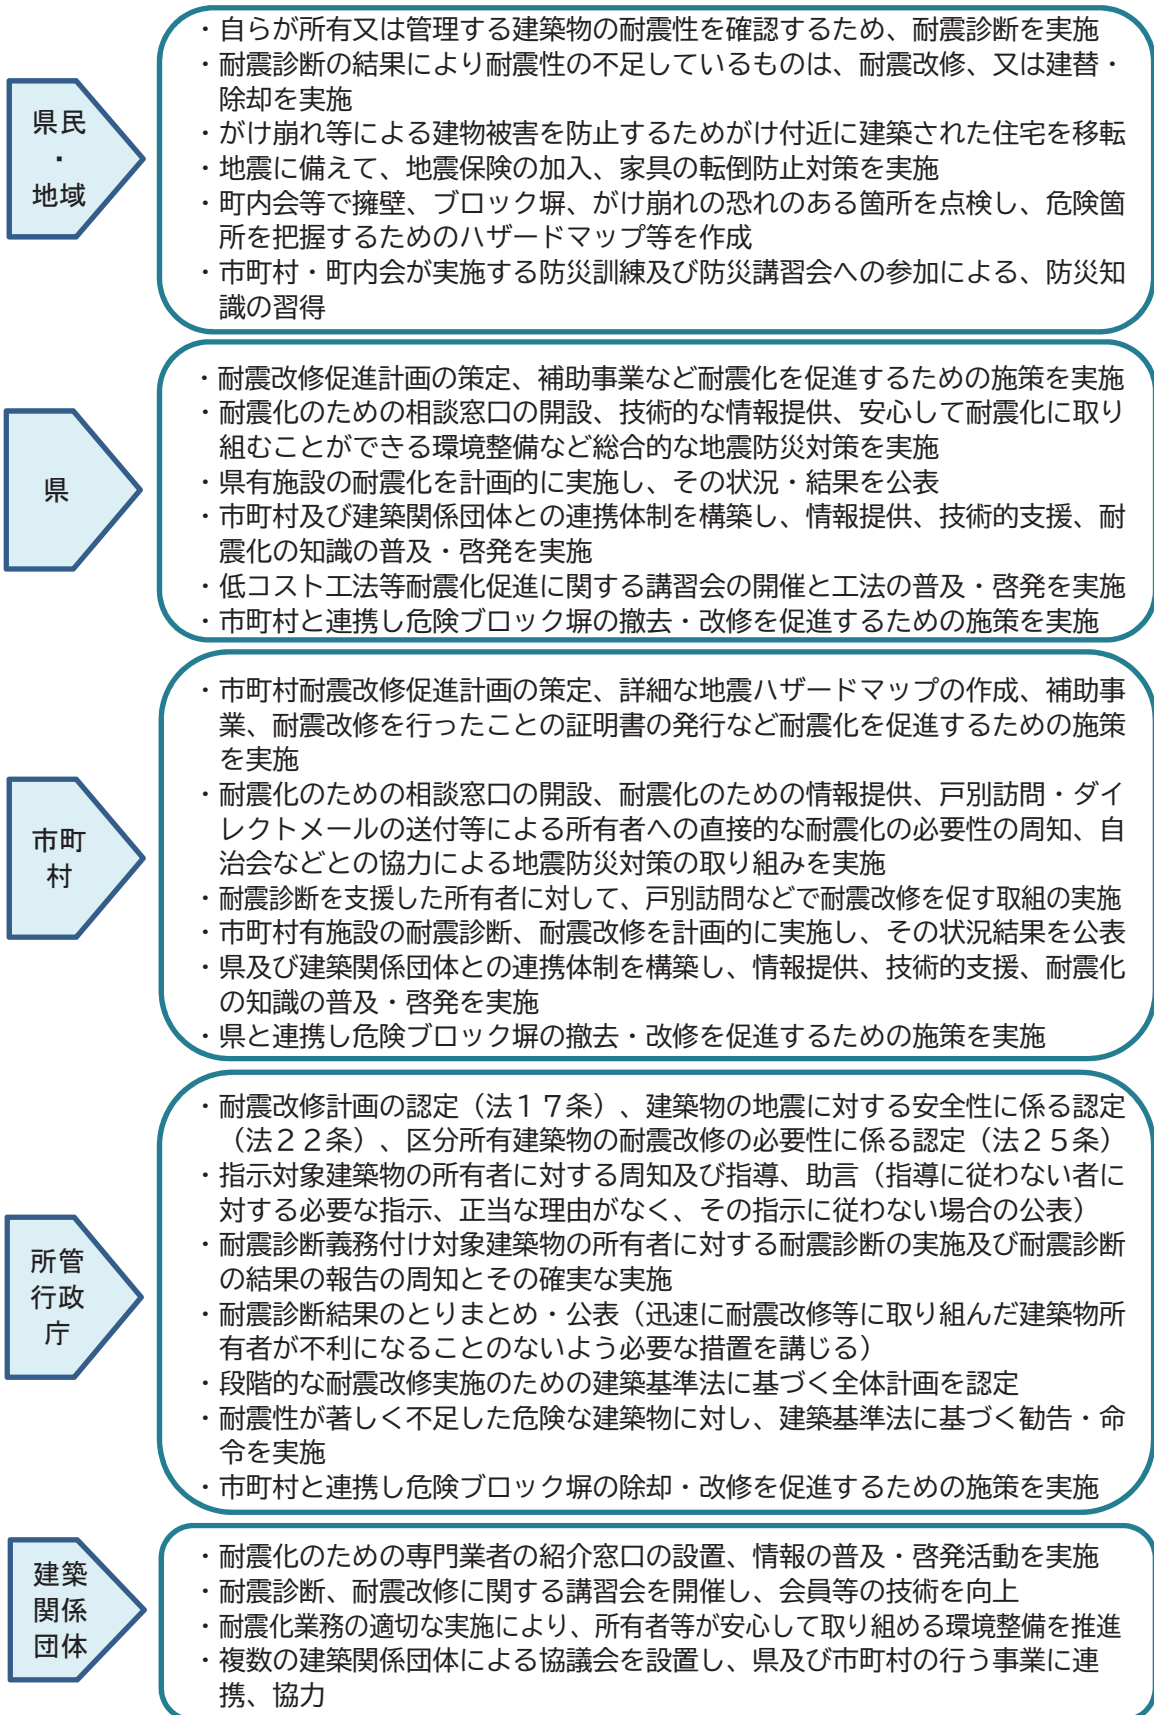 県民
・
地域
・自らが所有又は管理する建築物の耐震性を確認するため、耐震診断を実施
・耐震診断の結果により耐震性の不足しているものは、耐震改修、又は建替・
除却を実施
・がけ崩れ等による建物被害を防止するためがけ付近に建築された住宅を移転
・地震に備えて、地震保険の加入、家具の転倒防止対策を実施
・町内会等で擁壁、ブロック塀、がけ崩れの恐れのある箇所を点検し、危険箇
所を把握するためのハザードマップ等を作成
・市町村・町内会が実施する防災訓練及び防災講習会への参加による、防災知
識の習得
県
・耐震改修促進計画の策定、補助事業など耐震化を促進するための施策を実施
・耐震化のための相談窓口の開設、技術的な情報提供、安心して耐震化に取り
組むことができる環境整備など総合的な地震防災対策を実施
・県有施設の耐震化を計画的に実施し、その状況・結果を公表
・市町村及び建築関係団体との連携体制を構築し、情報提供、技術的支援、耐
震化の知識の普及・啓発を実施
・低コスト工法等耐震化促進に関する講習会の開催と工法の普及・啓発を実施
・市町村と連携し危険ブロック塀の撤去・改修を促進するための施策を実施
市町
村
・市町村耐震改修促進計画の策定、詳細な地震ハザードマップの作成、補助事
業、耐震改修を行ったことの証明書の発行など耐震化を促進するための施策
を実施
・耐震化のための相談窓口の開設、耐震化のための情報提供、戸別訪問・ダイ
レクトメールの送付等による所有者への直接的な耐震化の必要性の周知、自
治会などとの協力による地震防災対策の取り組みを実施
・耐震診断を支援した所有者に対して、戸別訪問などで耐震改修を促す取組の実施
・市町村有施設の耐震診断、耐震改修を計画的に実施し、その状況結果を公表
・県及び建築関係団体との連携体制を構築し、情報提供、技術的支援、耐震化
の知識の普及・啓発を実施
・県と連携し危険ブロック塀の撤去・改修を促進するための施策を実施
所管
行政
庁
・耐震改修計画の認定（法１７条）、建築物の地震に対する安全性に係る認定
（法２２条）、区分所有建築物の耐震改修の必要性に係る認定（法２５条）
・指示対象建築物の所有者に対する周知及び指導、助言（指導に従わない者に
対する必要な指示、正当な理由がなく、その指示に従わない場合の公表）
・耐震診断義務付け対象建築物の所有者に対する耐震診断の実施及び耐震診断
の結果の報告の周知とその確実な実施
・耐震診断結果のとりまとめ・公表（迅速に耐震改修等に取り組んだ建築物所
有者が不利になることのないよう必要な措置を講じる）
・段階的な耐震改修実施のための建築基準法に基づく全体計画を認定
・耐震性が著しく不足した危険な建築物に対し、建築基準法に基づく勧告・命
令を実施
・市町村と連携し危険ブロック塀の除却・改修を促進するための施策を実施
建築
関係
団体
・耐震化のための専門業者の紹介窓口の設置、情報の普及・啓発活動を実施
・耐震診断、耐震改修に関する講習会を開催し、会員等の技術を向上
・耐震化業務の適切な実施により、所有者等が安心して取り組める環境整備を推進
・複数の建築関係団体による協議会を設置し、県及び市町村の行う事業に連
携、協力